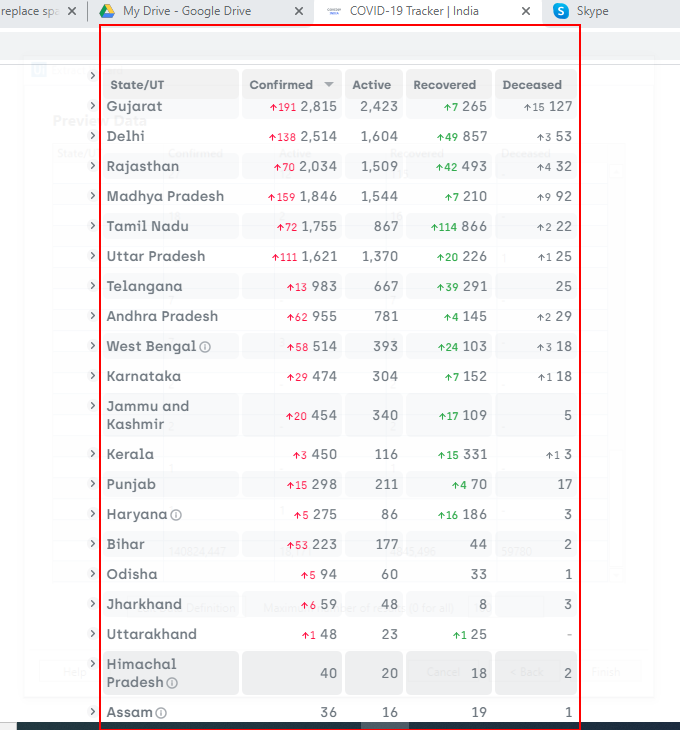 replace spa
My Drive - Google Drive
COVID-19 Tracker | India
Skype
State/UT Confirmed Active Recovered Deceased
Gujarat ↑191 2,815 2,423 ↑7 265 ↑15 127
Preview Data
Delhi ↑138 2,514 1,604 ↑49 857 ↑3 53
Rajasthan ↑70 2,034 1,509 ↑42 493 ↑4 32
Madhya Pradesh ↑159 1,846 1,544 ↑7 210 ↑9 92
Tamil Nadu ↑72 1,755 867 ↑114 866 ↑2 22
Uttar Pradesh ↑111 1,621 1,370 ↑20 226 ↑1 25
Telangana ↑13 983 667 ↑39 291 25
Andhra Pradesh ↑62 955 781 ↑4 145 ↑2 29
West Bengal ↑58 514 393 ↑24 103 ↑3 18
Karnataka ↑29 474 304 ↑7 152 ↑1 18
Jammu and
Kashmir ↑20 454 340 ↑17 109 5
Kerala ↑3 450 116 ↑15 331 ↑1 3
Punjab ↑15 298 211 ↑4 70 17
Haryana ↑5 275 86 ↑16 186 3
Bihar ↑53 223 177 44 2
Odisha ↑5 94 60 33 1
Jharkhand ↑6 59 48 8 3
Uttarakhand ↑1 48 23 ↑1 25 -
Himachal
Pradesh 40 20 18 2
Help Cancel < Back Finish
Assam 36 16 19 1